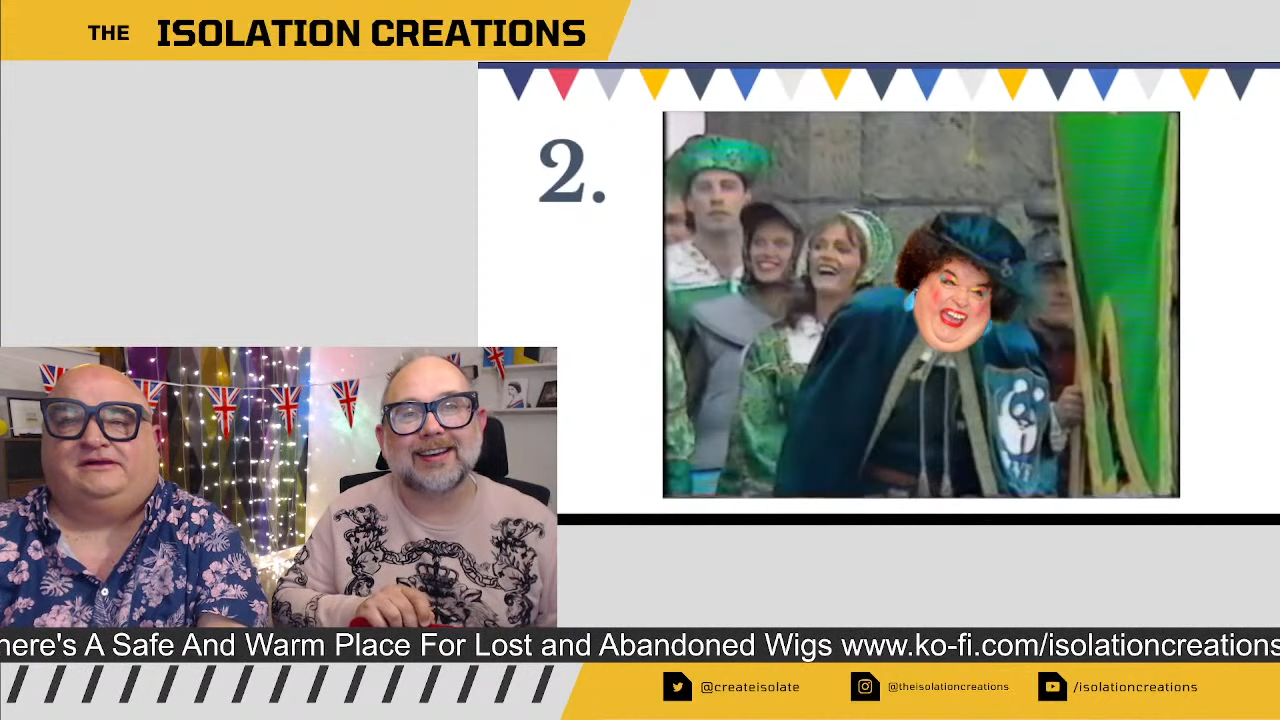 THE ISOLATION CREATIONS
2.
here's A Safe And Warm Place For Lost and Abandoned Wigs www.ko-fi.com/isolationcreations
@createisolate
@theisolationcreations
/isolationcreations